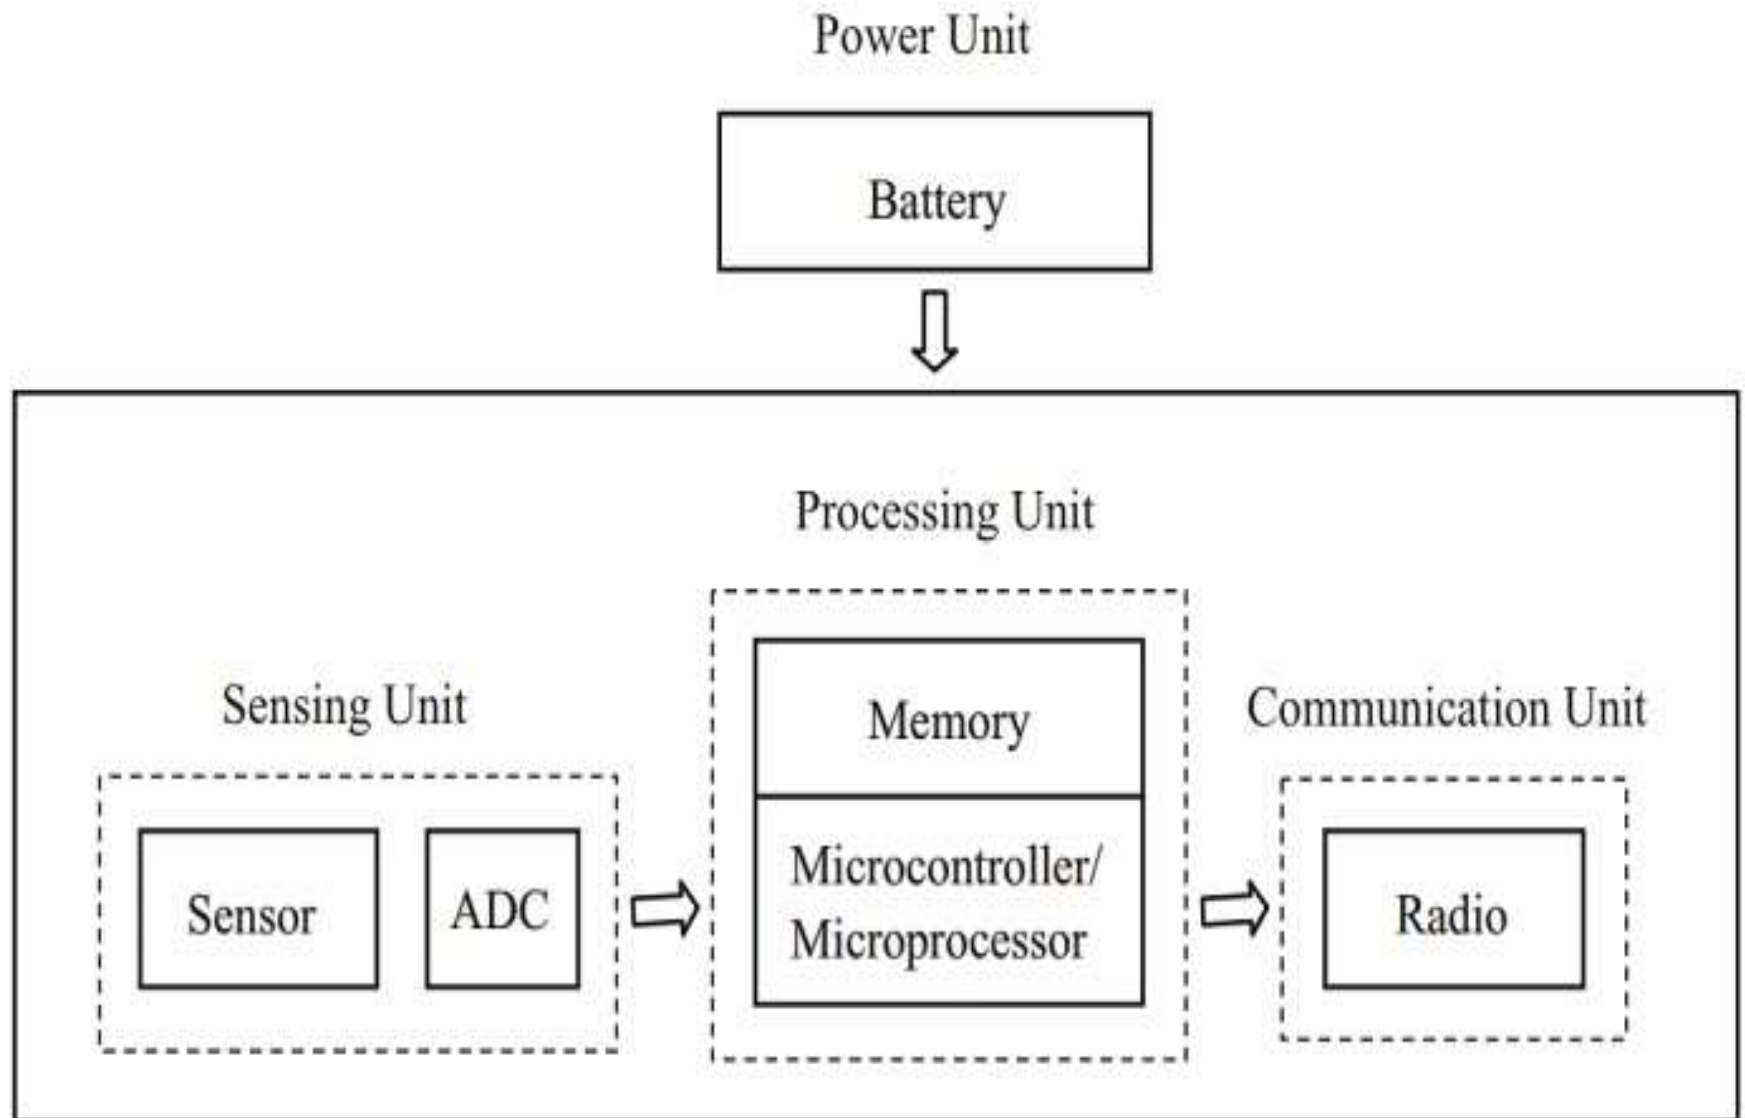 Power Unit
Battery
Processing Unit
Sensing Unit
Memory
Communication Unit
Sensor
ADC
Microcontroller/
Microprocessor
Radio